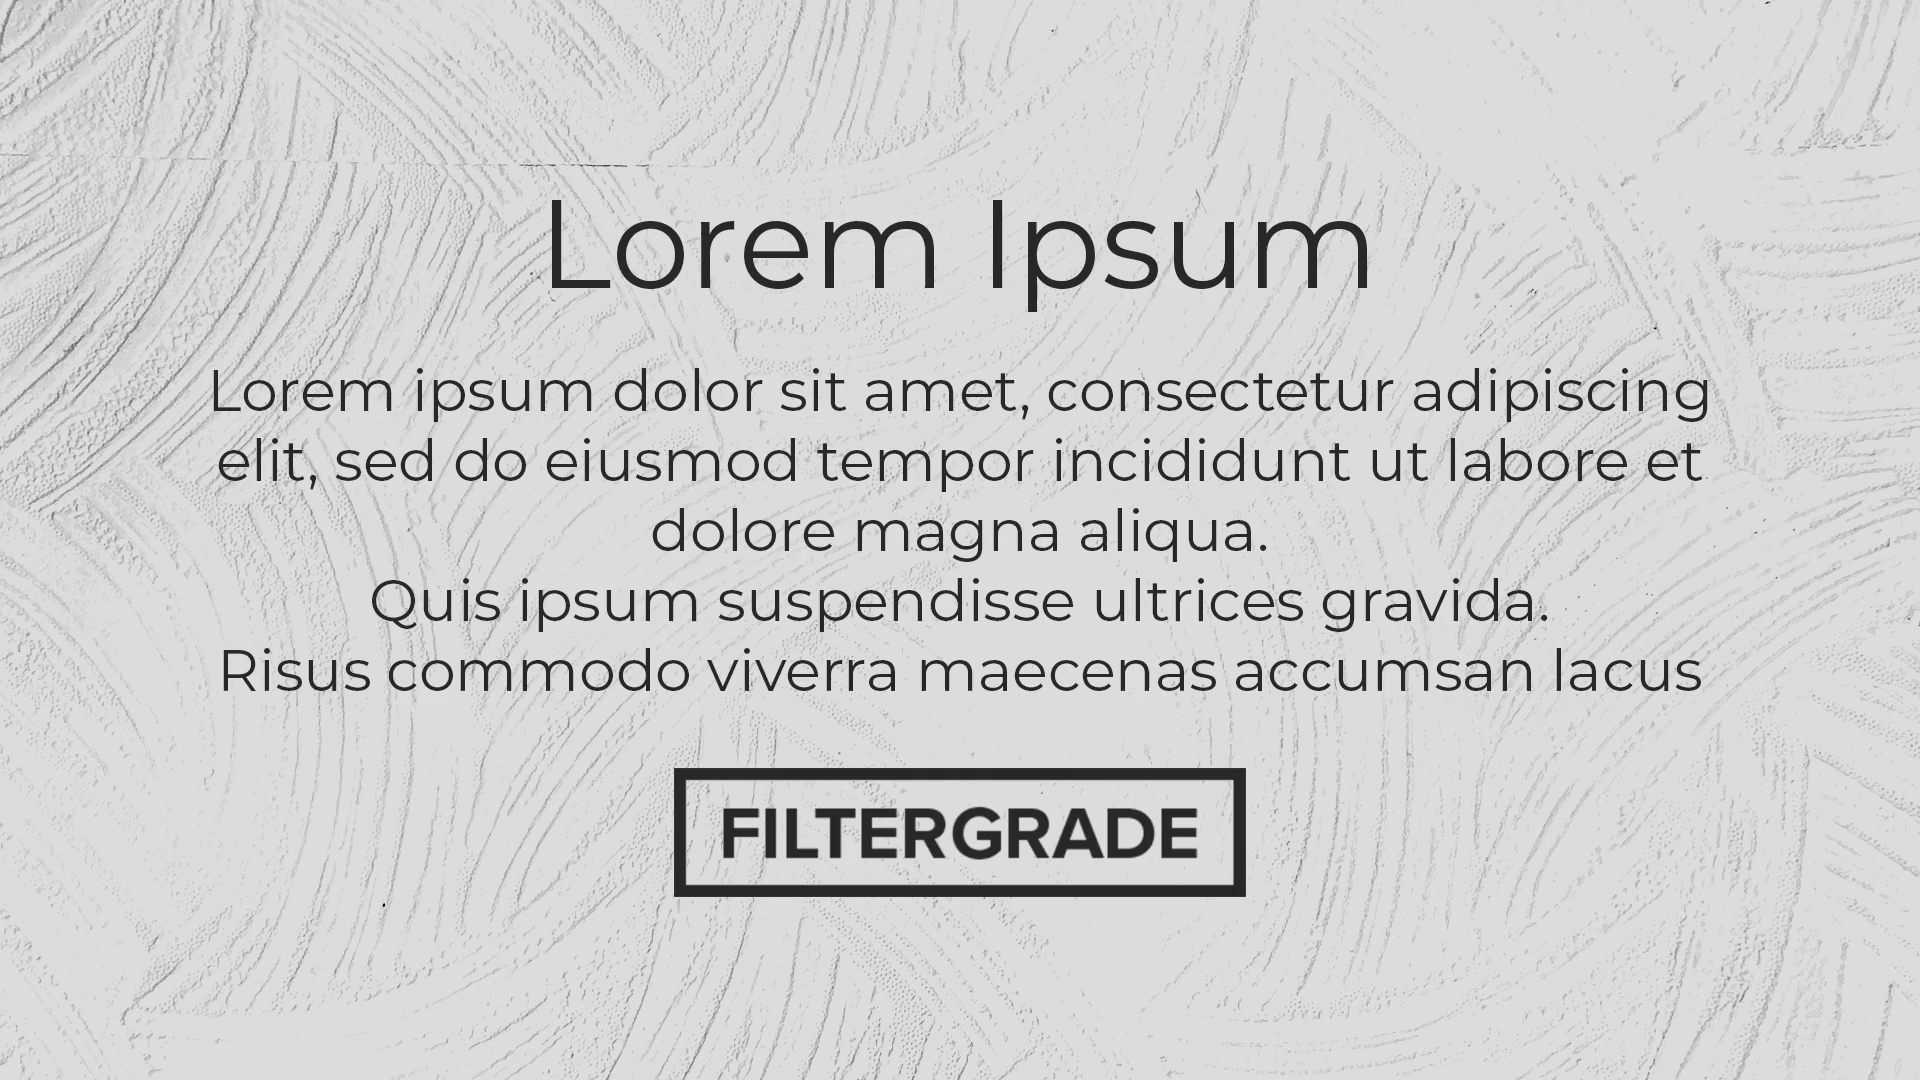 Lorem Ipsum
Lorem ipsum dolor sit amet, consectetur adipiscing
elit, sed do eiusmod tempor incididunt ut labore et
dolore magna aliqua.
Quis ipsum suspendisse ultrices gravida.
Risus commodo viverra maecenas accumsan lacus
FILTERGRADE